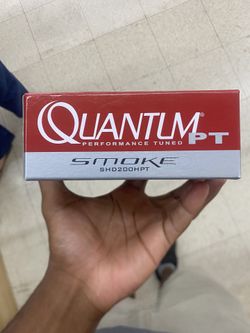 QUANTUM® PT
PERFORMANCE TUNED
SMOKE
SHD200HPT